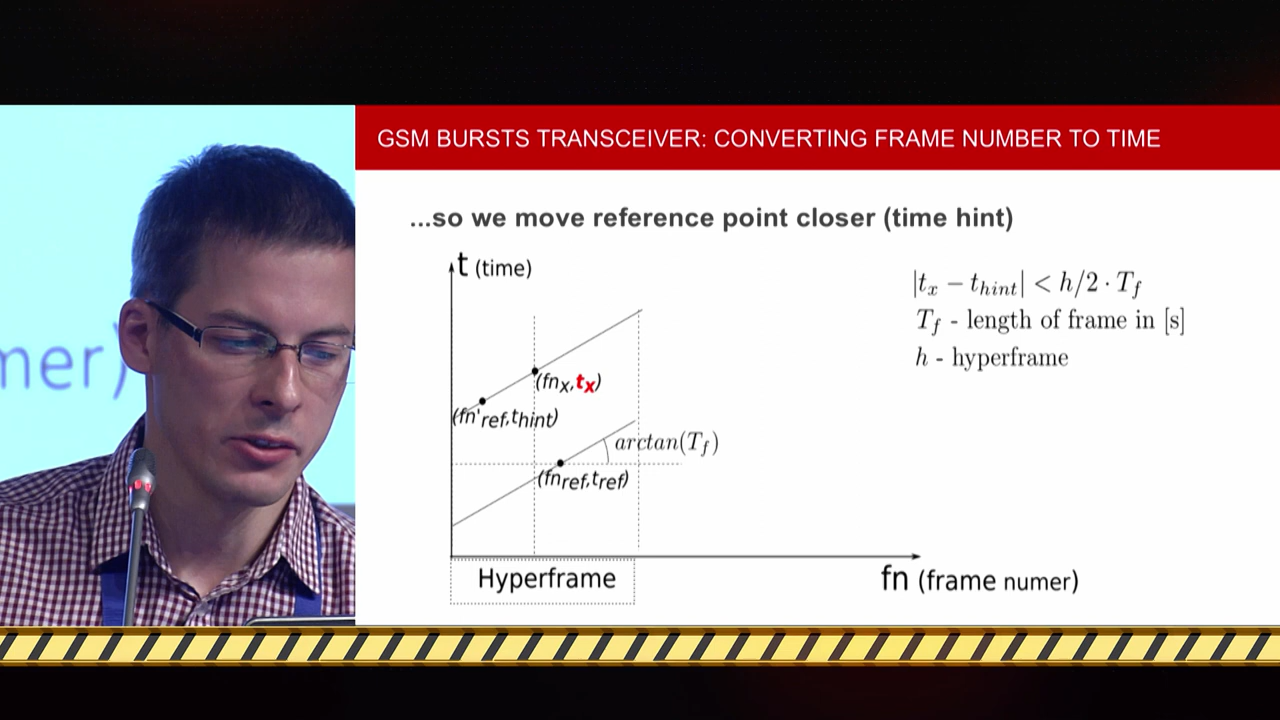 GSM BURSTS TRANSCEIVER: CONVERTING FRAME NUMBER TO TIME
...so we move reference point closer (time hint)
t (time)
|t_x − t_hint| < h/2 · T_f
T_f - length of frame in [s]
h - hyperframe
(fn_x,t_x)
(fn'_ref,t_hint)
arctan(T_f)
(fn_ref,t_ref)
Hyperframe
fn (frame numer)
mer)